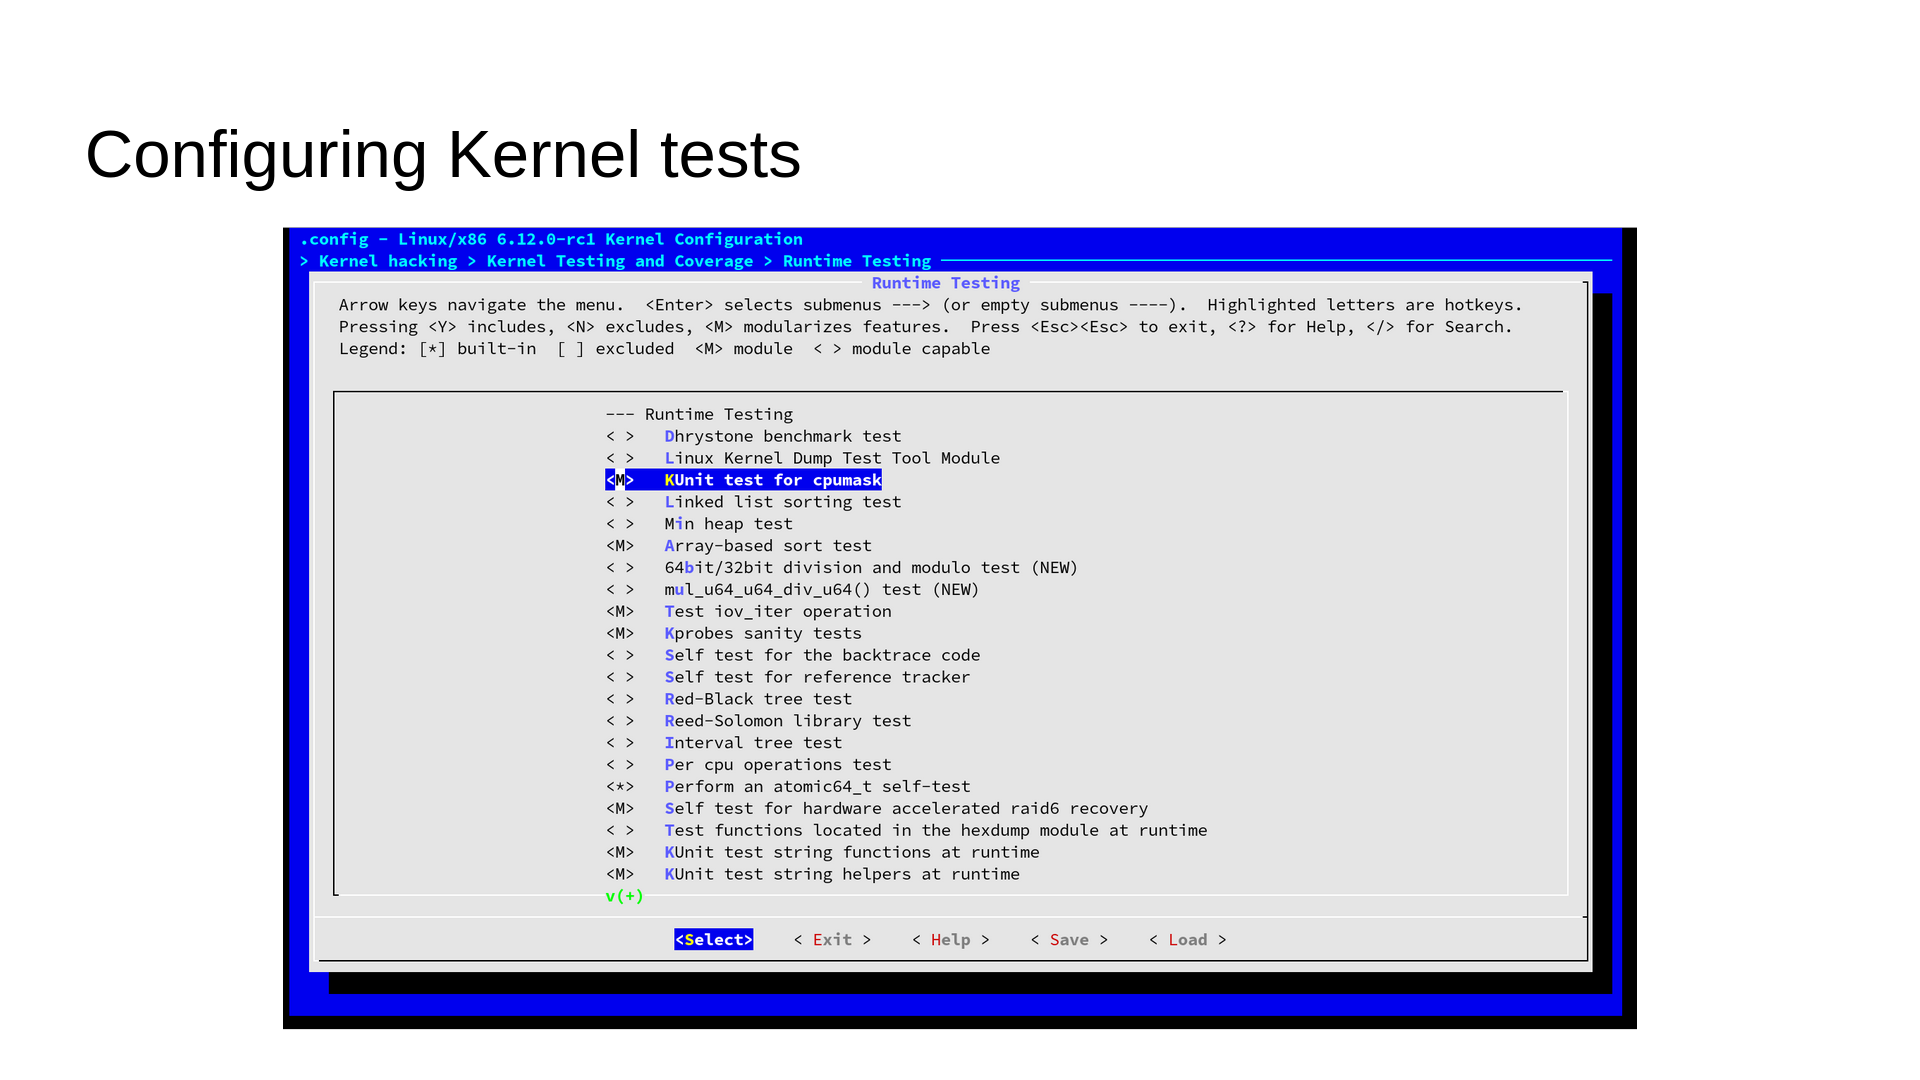 Configuring Kernel tests
.config - Linux/x86 6.12.0-rc1 Kernel Configuration
> Kernel hacking > Kernel Testing and Coverage > Runtime Testing
Runtime Testing
Arrow keys navigate the menu.  <Enter> selects submenus ---> (or empty submenus ----).  Highlighted letters are hotkeys.
Pressing <Y> includes, <N> excludes, <M> modularizes features.  Press <Esc><Esc> to exit, <?> for Help, </> for Search.
Legend: [*] built-in  [ ] excluded  <M> module  < > module capable
--- Runtime Testing
< >   Dhrystone benchmark test
< >   Linux Kernel Dump Test Tool Module
<M>   KUnit test for cpumask
< >   Linked list sorting test
< >   Min heap test
<M>   Array-based sort test
< >   64bit/32bit division and modulo test (NEW)
< >   mul_u64_u64_div_u64() test (NEW)
<M>   Test iov_iter operation
<M>   Kprobes sanity tests
< >   Self test for the backtrace code
< >   Self test for reference tracker
< >   Red-Black tree test
< >   Reed-Solomon library test
< >   Interval tree test
< >   Per cpu operations test
<*>   Perform an atomic64_t self-test
<M>   Self test for hardware accelerated raid6 recovery
< >   Test functions located in the hexdump module at runtime
<M>   KUnit test string functions at runtime
<M>   KUnit test string helpers at runtime
v(+)
<Select>    < Exit >    < Help >    < Save >    < Load >